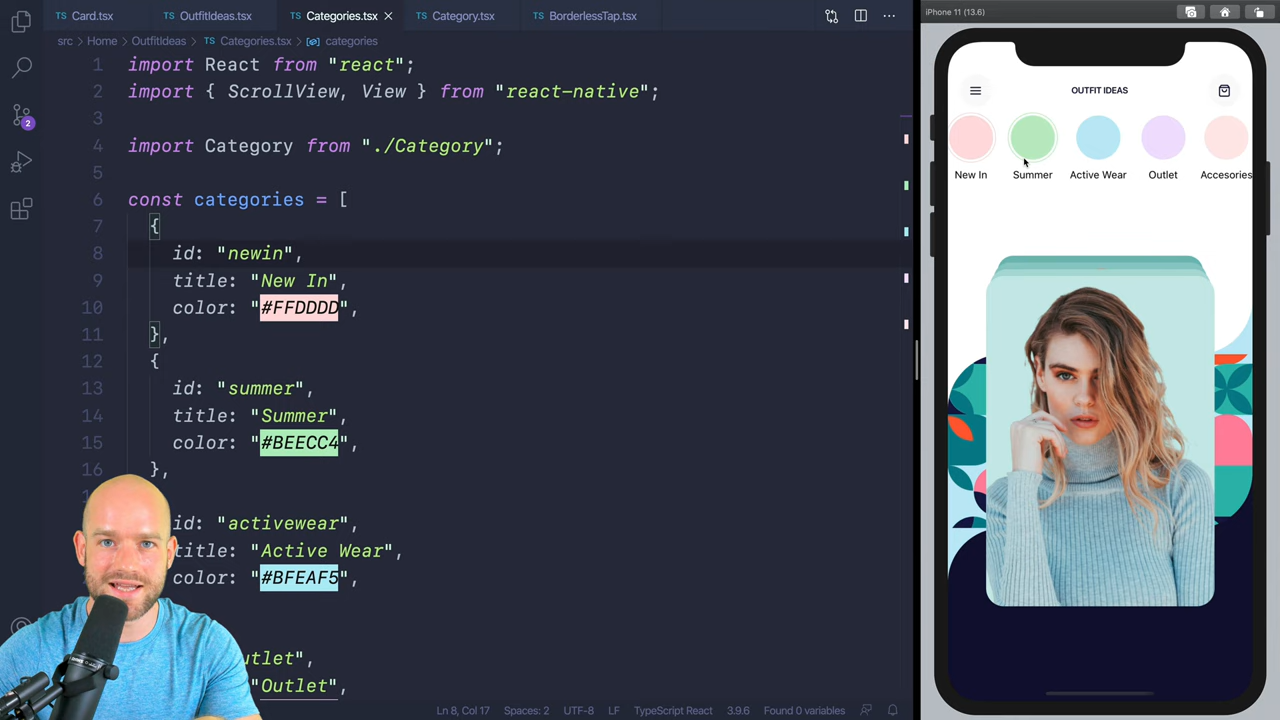 Card.tsx
OutfitIdeas.tsx
Categories.tsx
Category.tsx
BorderlessTap.tsx
src > Home > OutfitIdeas > TS Categories.tsx > categories
1 import React from "react";
2 import { ScrollView, View } from "react-native";
3
4 import Category from "./Category";
5
6 const categories = [
7 {
8 id: "newin",
9 title: "New In",
10 color: "#FFDDDD",
11 },
12 {
13 id: "summer",
14 title: "Summer",
15 color: "#BEECC4",
16 },
id: "activewear",
title: "Active Wear",
color: "#BFEAF5",
utlet",
"Outlet",
2
Ln 8, Col 17 Spaces: 2 UTF-8 LF TypeScript React 3.9.6 Found 0 variables
iPhone 11 (13.6)
OUTFIT IDEAS
New In
Summer
Active Wear
Outlet
Accesories